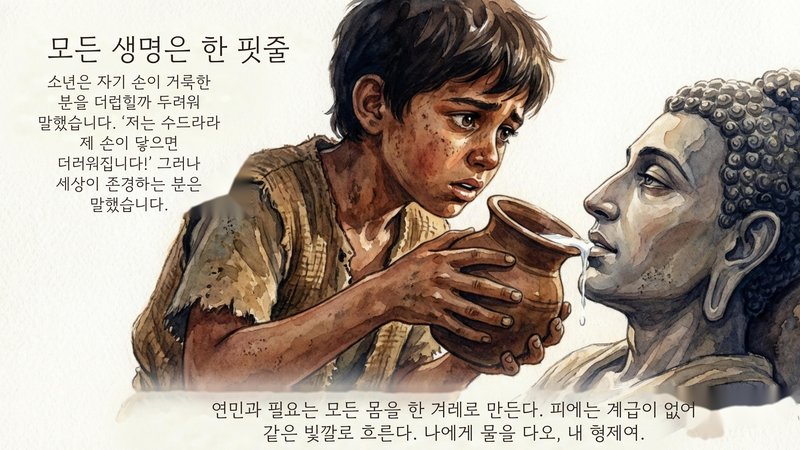 모든 생명은 한 핏줄
소년은 자기 손이 거룩한
분을 더럽힐까 두려워
말했습니다. ‘저는 수드라라
제 손이 닿으면
더러워집니다!’ 그러나
세상이 존경하는 분은
말했습니다.
연민과 필요는 모든 몸을 한 겨레로 만든다. 피에는 계급이 없어
같은 빛깔로 흐른다. 나에게 물을 다오, 내 형제여.